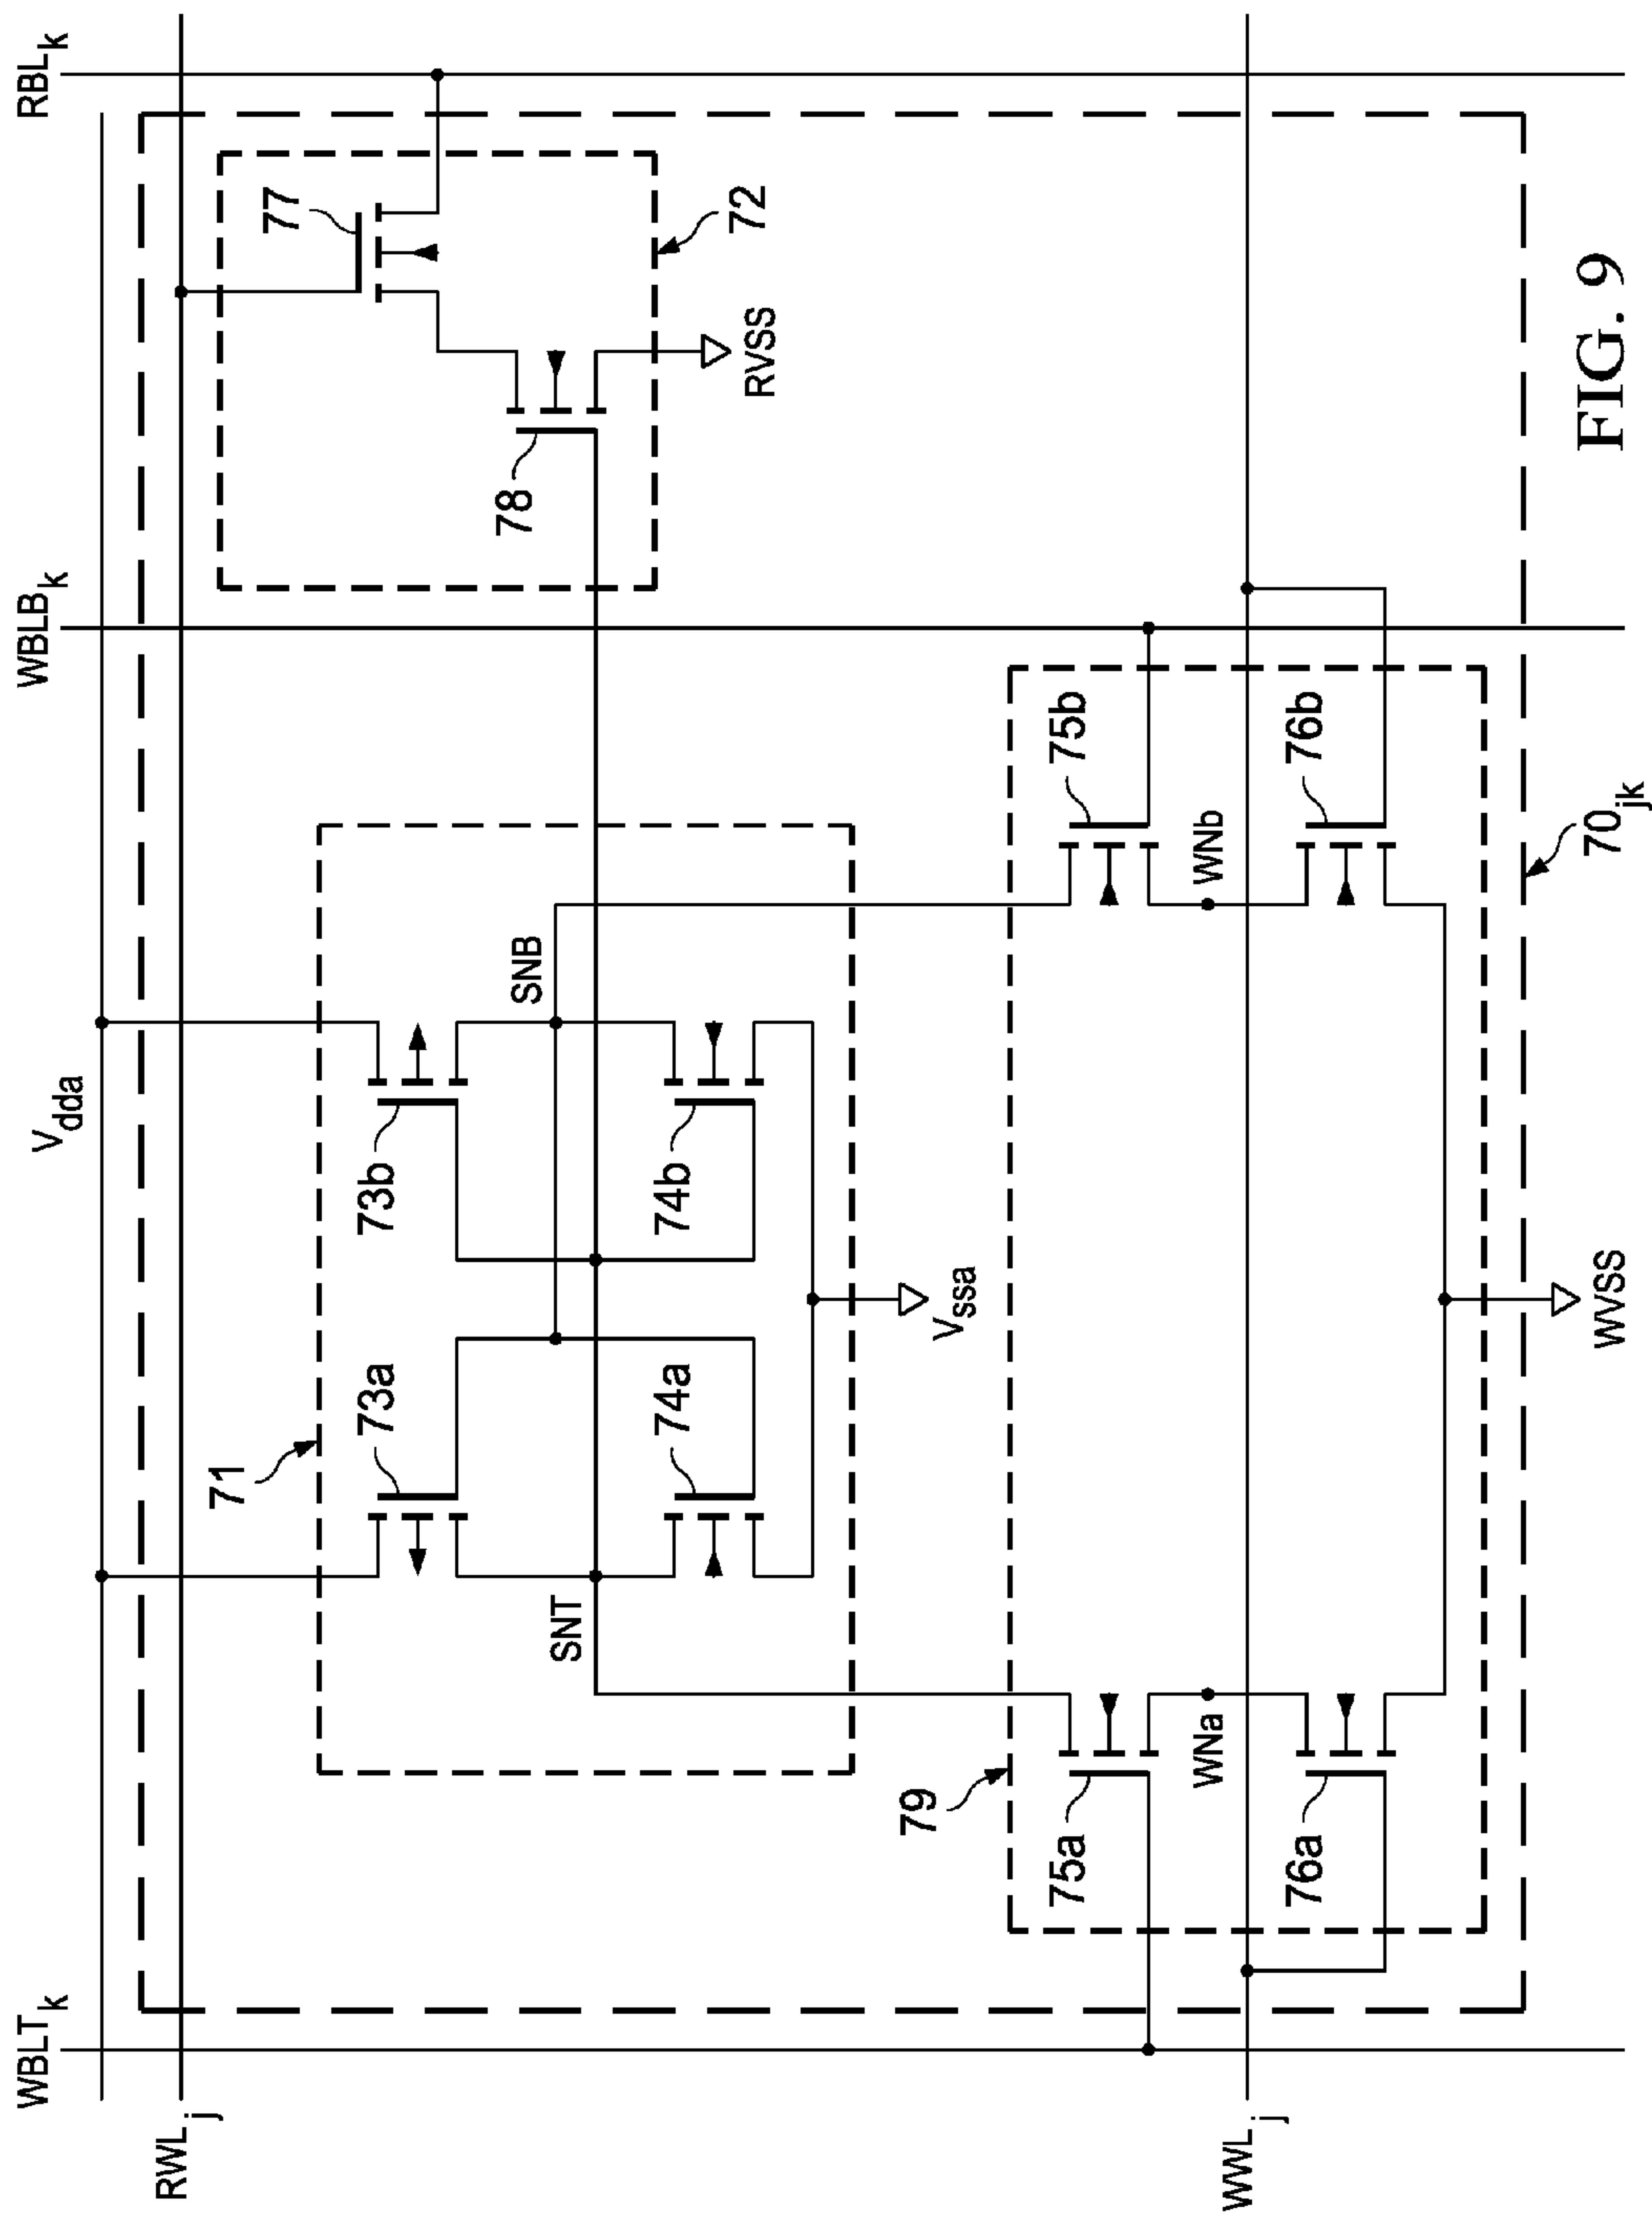 WBLTk
WBLBk
RBLk
Vdda
RWLj
71
73a
73b
77
SNT
SNB
78
74a
74b
RVSS
72
79
Vssa
75a
75b
WNa
WNb
WWLj
76a
76b
WVSS
70jk
FIG. 9